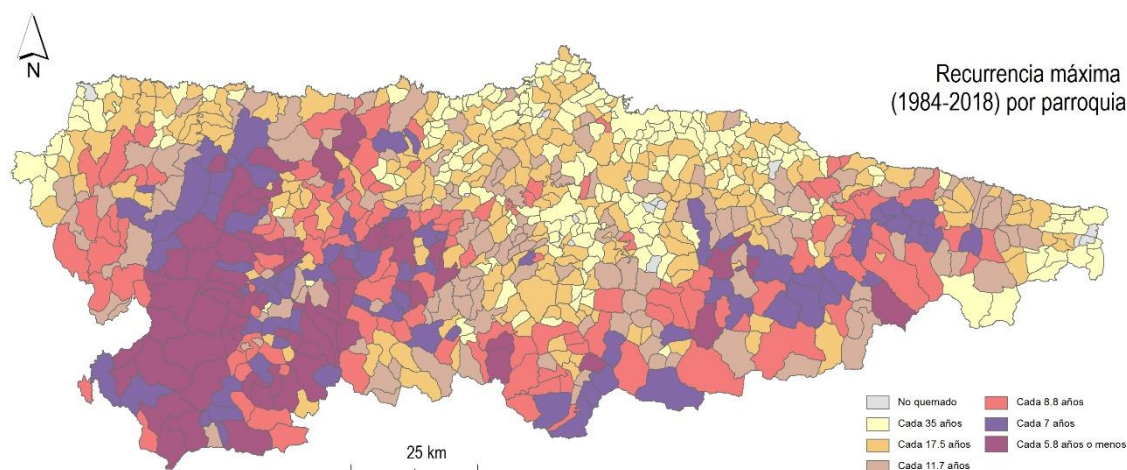 N
Recurrencia máxima
(1984-2018) por parroquia
No quemado
Cada 35 años
Cada 17.5 años
Cada 11.7 años
Cada 8.8 años
Cada 7 años
Cada 5.8 años o menos
25 km